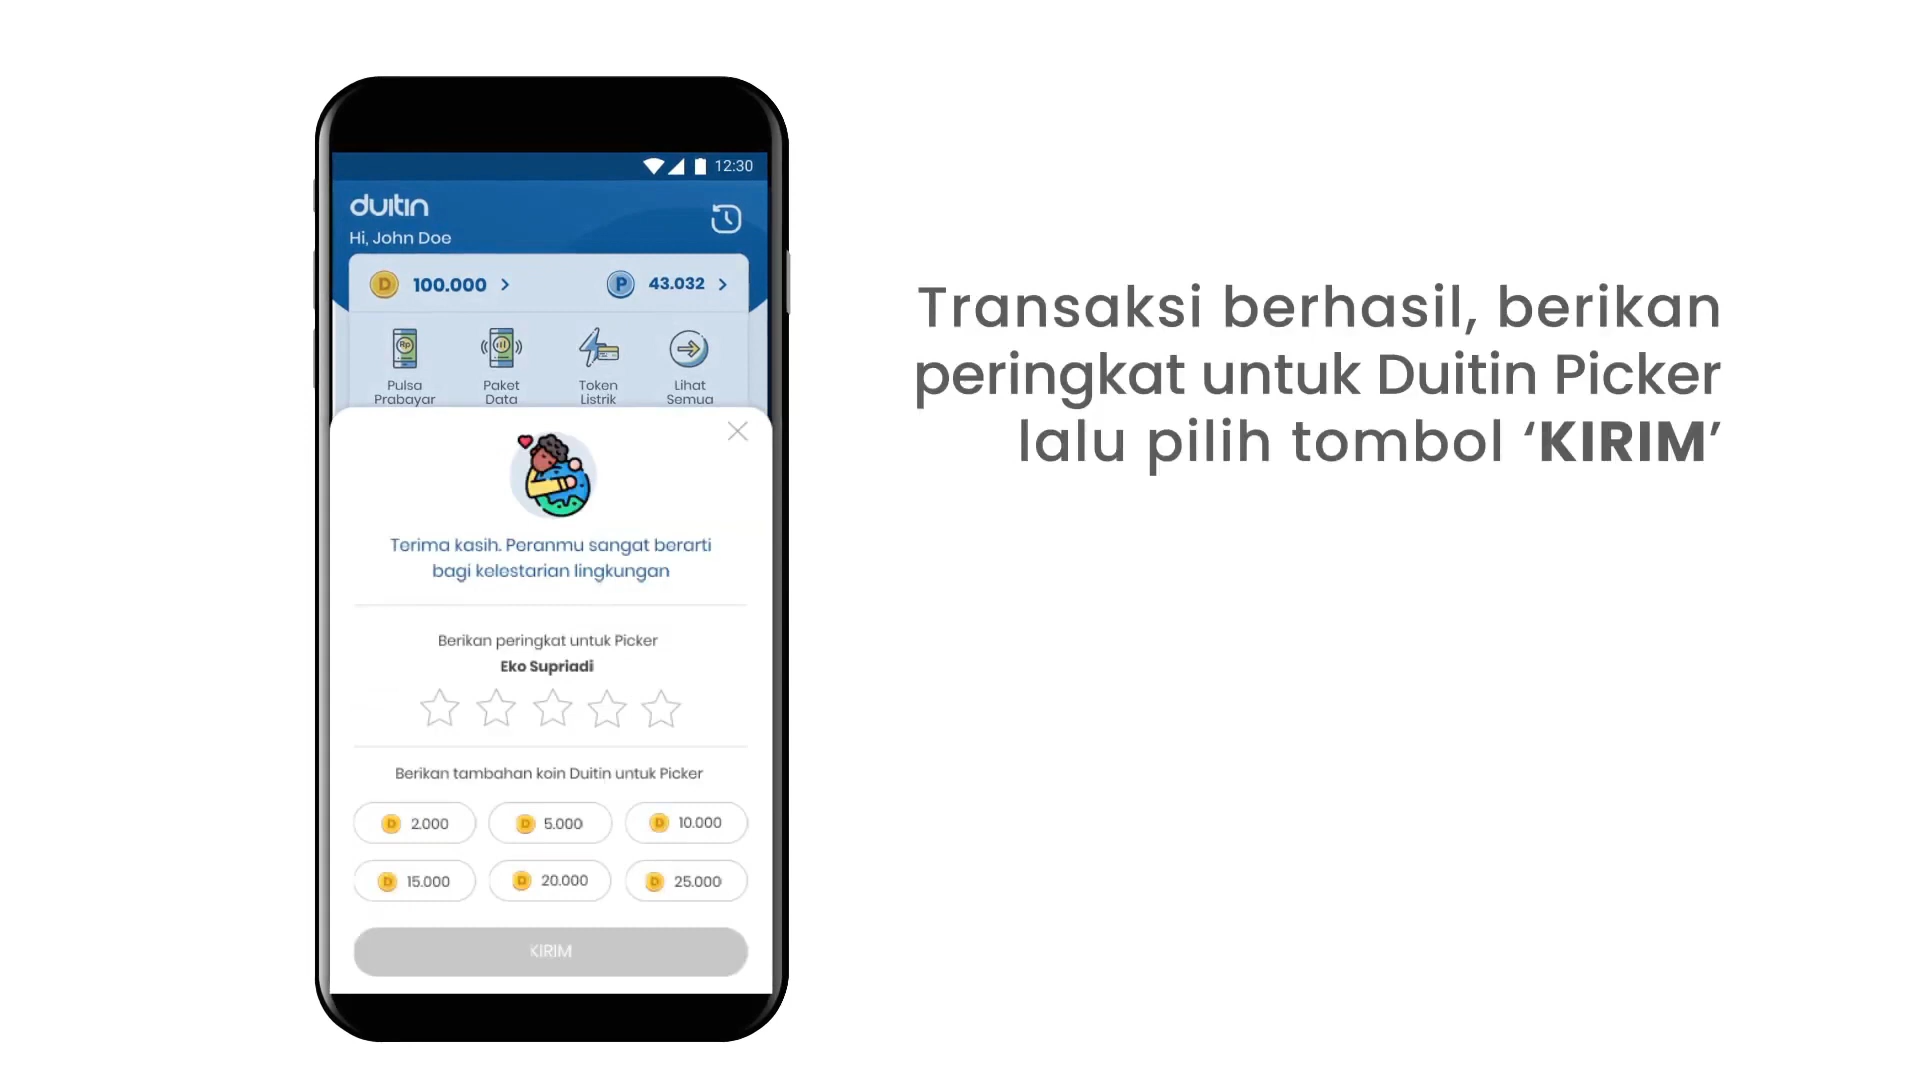 12:30
duitin
Hi, John Doe
D 100.000
P 43.032
Rp
Pulsa Prabayar
Paket Data
Token Listrik
Lihat Semua
Terima kasih. Peranmu sangat berarti
bagi kelestarian lingkungan
Berikan peringkat untuk Picker
Eko Supriadi
Berikan tambahan koin Duitin untuk Picker
D 2.000
D 5.000
D 10.000
D 15.000
D 20.000
D 25.000
KIRIM
Transaksi berhasil, berikan
peringkat untuk Duitin Picker
lalu pilih tombol ‘KIRIM’